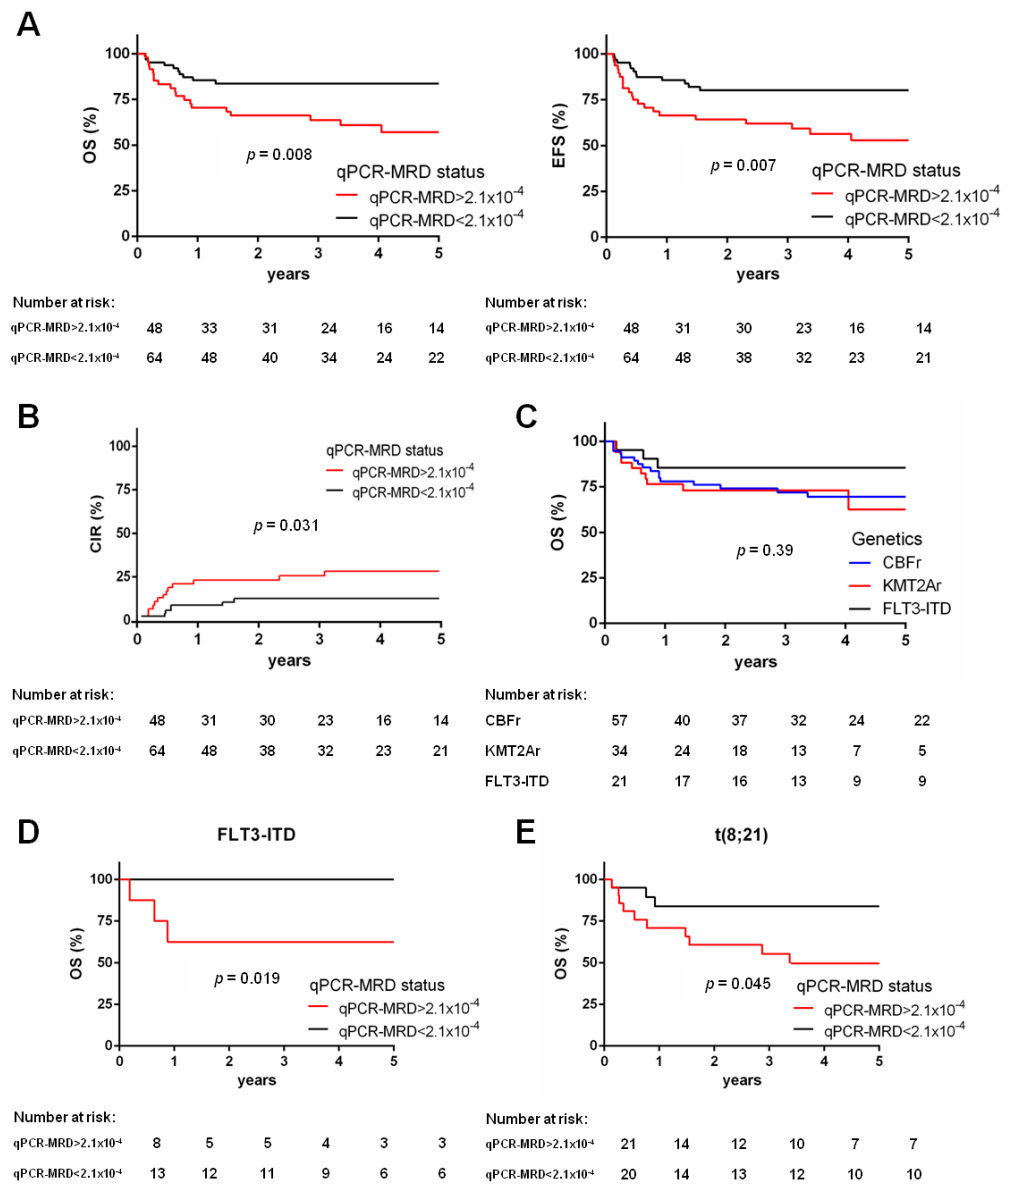 A
100
75
50
25
0
OS (%)
p = 0.008
qPCR-MRD status
qPCR-MRD>2.1x10⁻⁴
qPCR-MRD<2.1x10⁻⁴
0 1 2 3 4 5
years
Number at risk:
qPCR-MRD>2.1x10⁻⁴ 48 33 31 24 16 14
qPCR-MRD<2.1x10⁻⁴ 64 48 40 34 24 22
100
75
50
25
0
EFS (%)
p = 0.007
qPCR-MRD status
qPCR-MRD>2.1x10⁻⁴
qPCR-MRD<2.1x10⁻⁴
0 1 2 3 4 5
years
Number at risk:
qPCR-MRD>2.1x10⁻⁴ 48 31 30 23 16 14
qPCR-MRD<2.1x10⁻⁴ 64 48 38 32 23 21
B
100
75
50
25
0
CIR (%)
qPCR-MRD status
qPCR-MRD>2.1x10⁻⁴
qPCR-MRD<2.1x10⁻⁴
p = 0.031
0 1 2 3 4 5
years
Number at risk:
qPCR-MRD>2.1x10⁻⁴ 48 31 30 23 16 14
qPCR-MRD<2.1x10⁻⁴ 64 48 38 32 23 21
C
100
75
50
25
0
OS (%)
p = 0.39
Genetics
CBFr
KMT2Ar
FLT3-ITD
0 1 2 3 4 5
years
Number at risk:
CBFr 57 40 37 32 24 22
KMT2Ar 34 24 18 13 7 5
FLT3-ITD 21 17 16 13 9 9
D
FLT3-ITD
100
75
50
25
0
OS (%)
p = 0.019
qPCR-MRD status
qPCR-MRD>2.1x10⁻⁴
qPCR-MRD<2.1x10⁻⁴
0 1 2 3 4 5
years
Number at risk:
qPCR-MRD>2.1x10⁻⁴ 8 5 5 4 3 3
qPCR-MRD<2.1x10⁻⁴ 13 12 11 9 6 6
E
t(8;21)
100
75
50
25
0
OS (%)
p = 0.045
qPCR-MRD status
qPCR-MRD>2.1x10⁻⁴
qPCR-MRD<2.1x10⁻⁴
0 1 2 3 4 5
years
Number at risk:
qPCR-MRD>2.1x10⁻⁴ 21 14 12 10 7 7
qPCR-MRD<2.1x10⁻⁴ 20 14 13 12 10 10